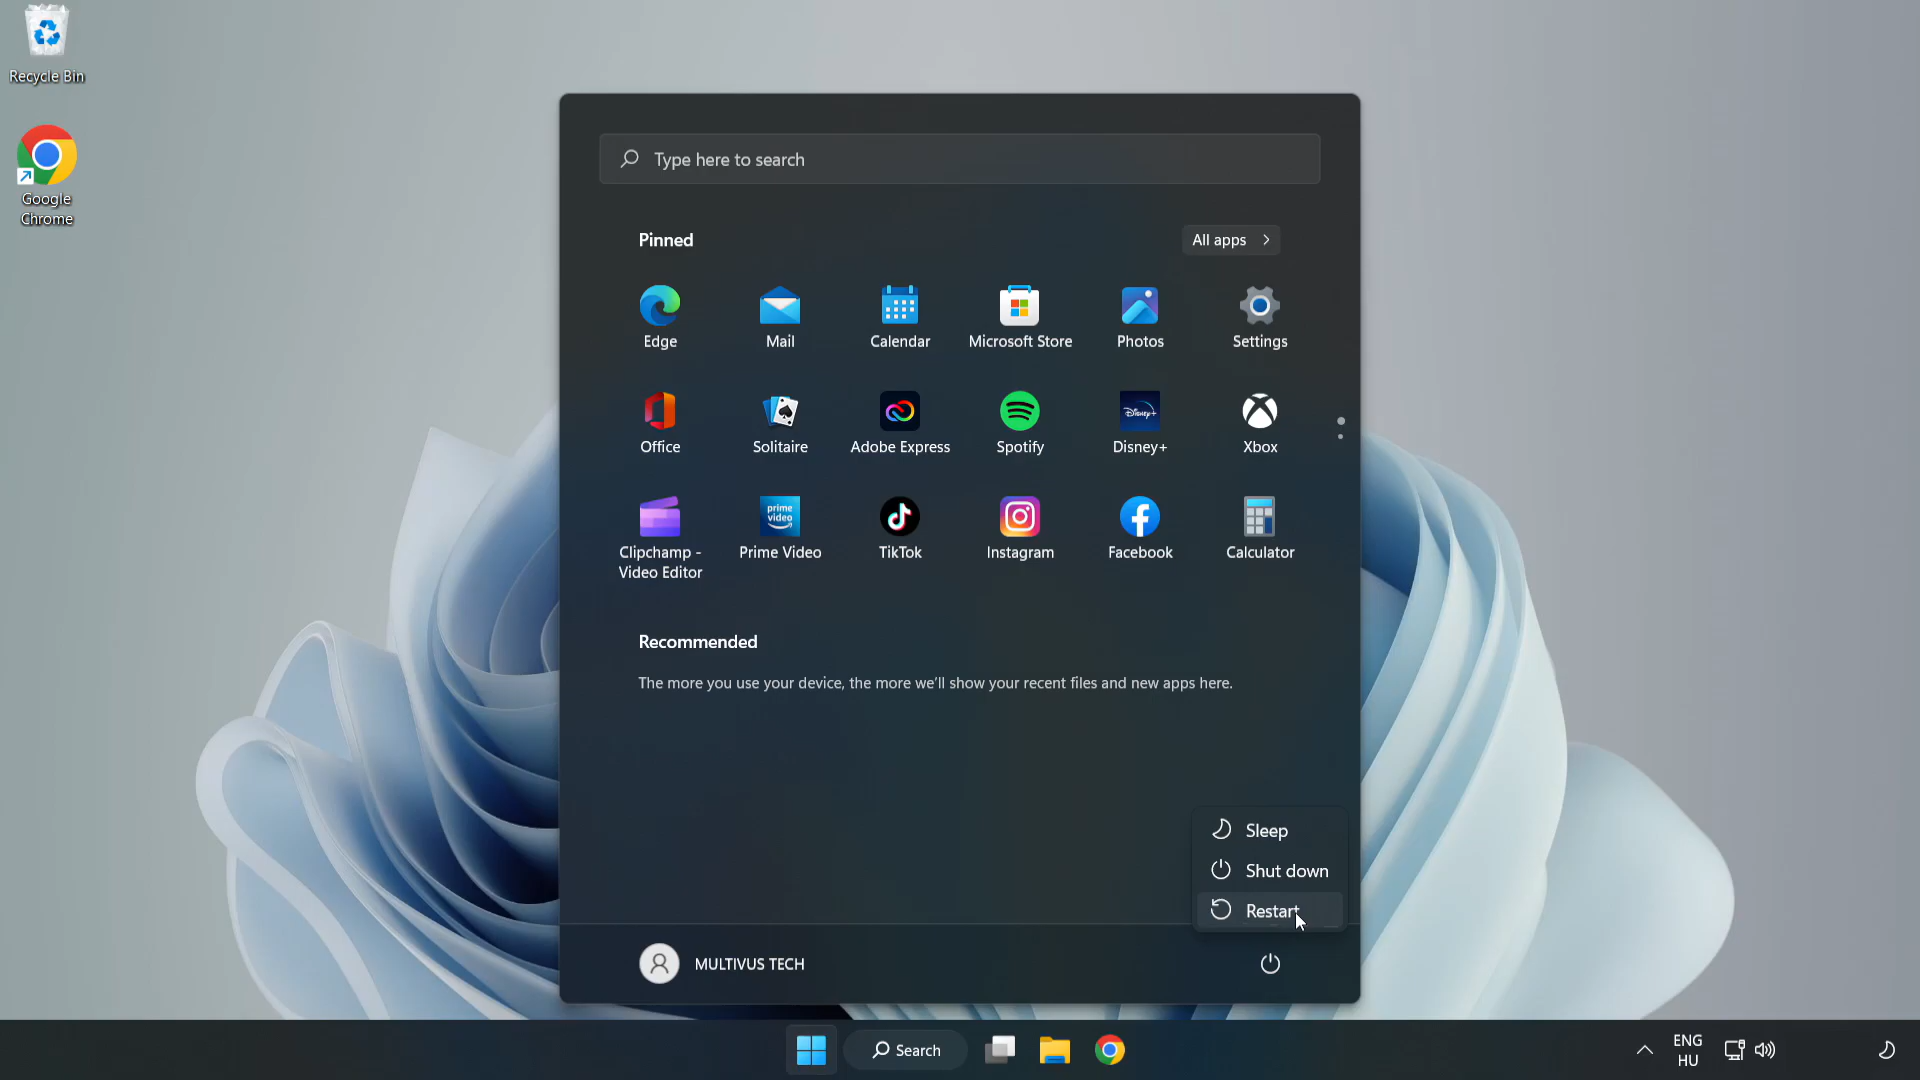 Recycle Bin
Google
Chrome
Type here to search
Pinned
All apps
Edge
Mail
Calendar
Microsoft Store
Photos
Settings
Office
Solitaire
Adobe Express
Spotify
Disney+
Disney+
Xbox
prime
video
Clipchamp -
Video Editor
Prime Video
TikTok
Instagram
Facebook
Calculator
Recommended
The more you use your device, the more we'll show your recent files and new apps here.
Sleep
Shut down
Restart
MULTIVUS TECH
Search
ENG
HU